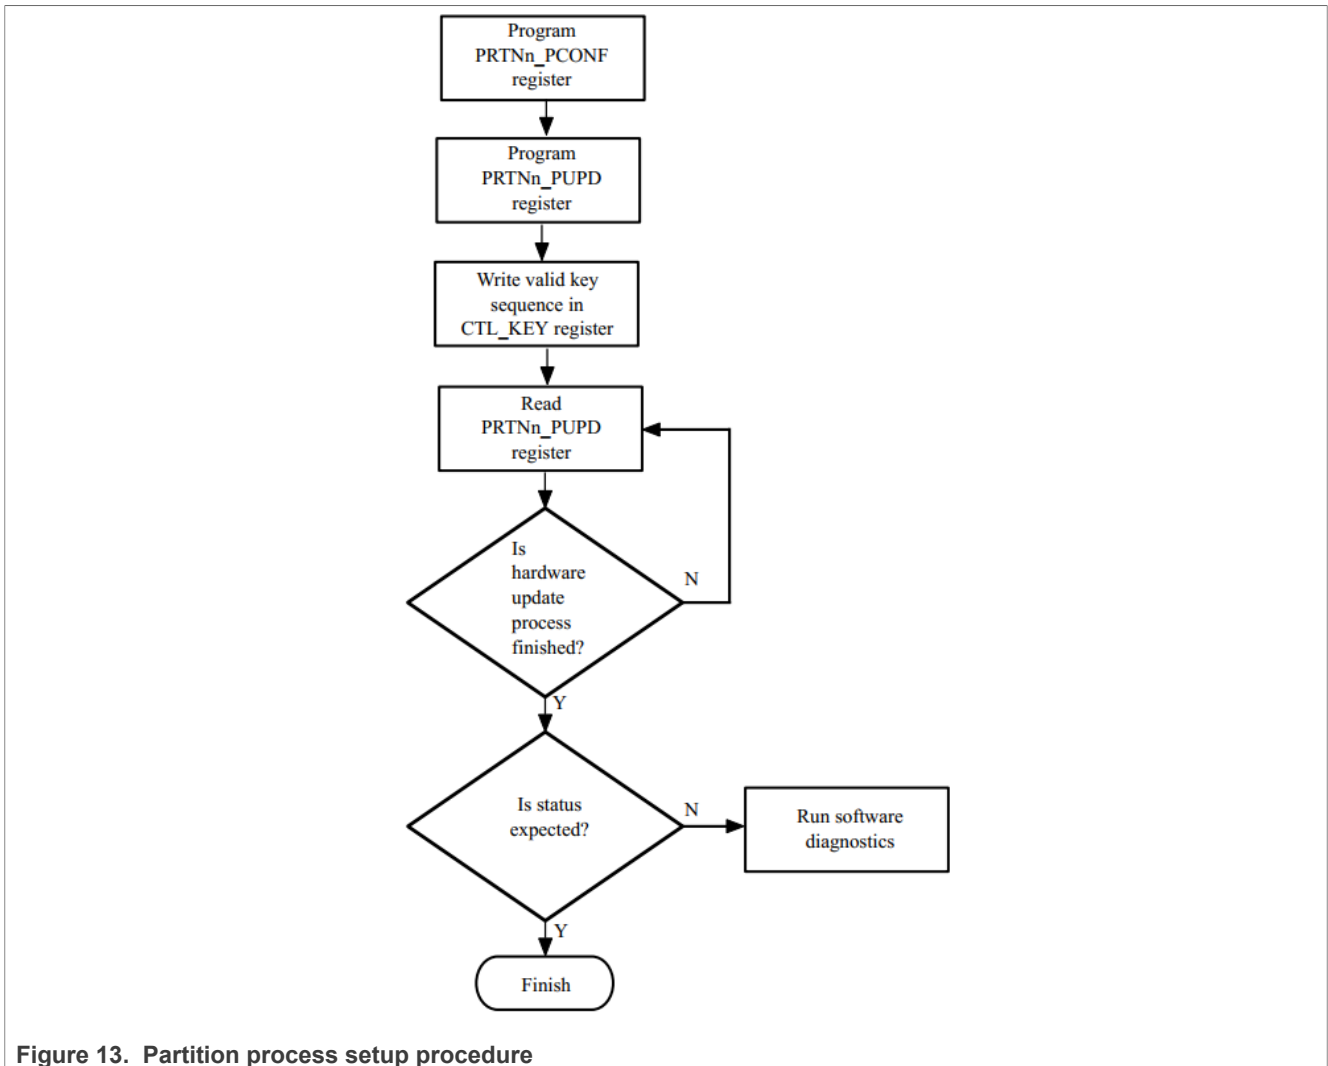 Program
PRTNn_PCONF
register
Program
PRTNn_PUPD
register
Write valid key
sequence in
CTL_KEY register
Read
PRTNn_PUPD
register
Is
hardware
update
process
finished?
N
Y
Is status
expected?
N
Run software
diagnostics
Y
Finish
Figure 13. Partition process setup procedure